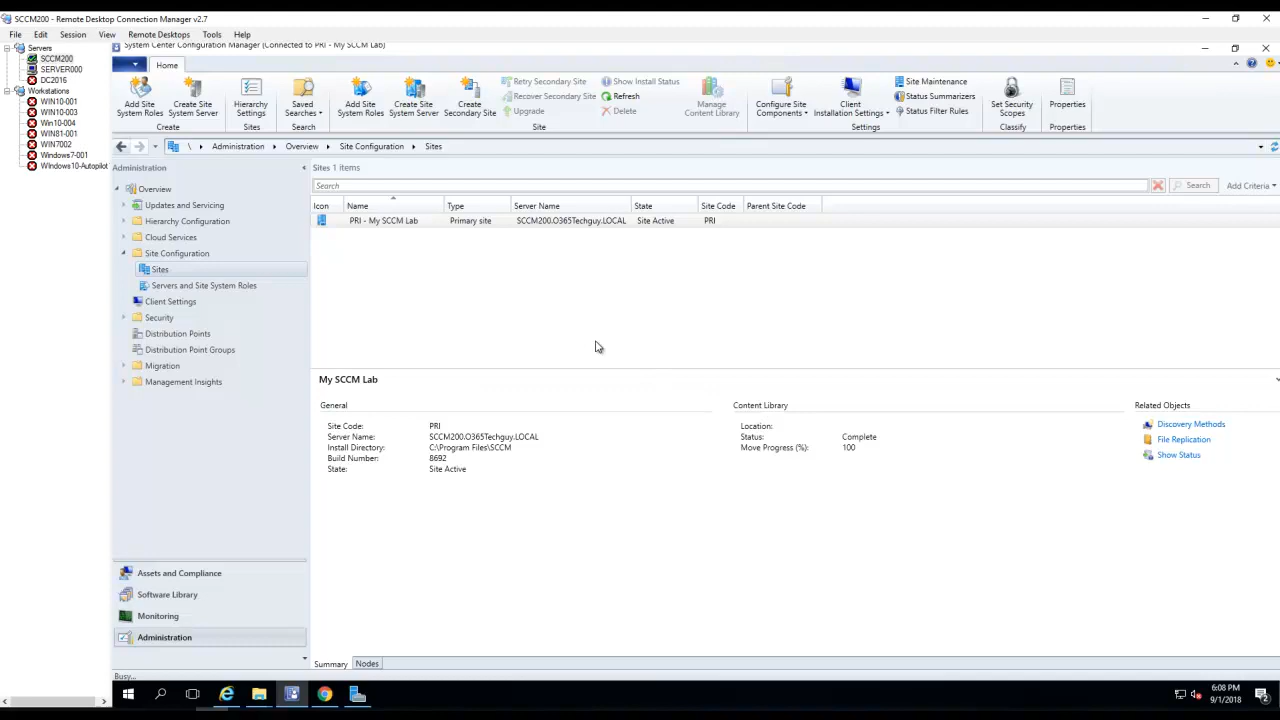 SCCM200 - Remote Desktop Connection Manager v2.7
File Edit Session View Remote Desktops Tools Help
Servers
SCCM200
SERVER000
DC2016
Workstations
WIN10-001
WIN10-003
Win10-004
WIN81-001
WIN7002
Windows7-001
Windows10-Autopilot
System Center Configuration Manager (Connected to PRI - My SCCM Lab)
Home
Add Site System Roles
Create Site System Server
Create
Hierarchy Settings
Sites
Saved Searches
Search
Add Site System Roles
Create Site System Server
Create Secondary Site
Retry Secondary Site
Recover Secondary Site
Upgrade
Show Install Status
Refresh
Delete
Site
Manage Content Library
Configure Site Components
Client Installation Settings
Site Maintenance
Status Summarizers
Status Filter Rules
Settings
Set Security Scopes
Classify
Properties
Properties
\ Administration Overview Site Configuration Sites
Administration
Overview
Updates and Servicing
Hierarchy Configuration
Cloud Services
Site Configuration
Sites
Servers and Site System Roles
Client Settings
Security
Distribution Points
Distribution Point Groups
Migration
Management Insights
Assets and Compliance
Software Library
Monitoring
Administration
Sites 1 items
Search Search Add Criteria
Icon Name Type Server Name State Site Code Parent Site Code
PRI - My SCCM Lab Primary site SCCM200.O365Techguy.LOCAL Site Active PRI
My SCCM Lab
General
Site Code: PRI
Server Name: SCCM200.O365Techguy.LOCAL
Install Directory: C:\Program Files\SCCM
Build Number: 8692
State: Site Active
Content Library
Location:
Status: Complete
Move Progress (%): 100
Related Objects
Discovery Methods
File Replication
Show Status
Summary Nodes
Busy...
6:08 PM
9/1/2018
2